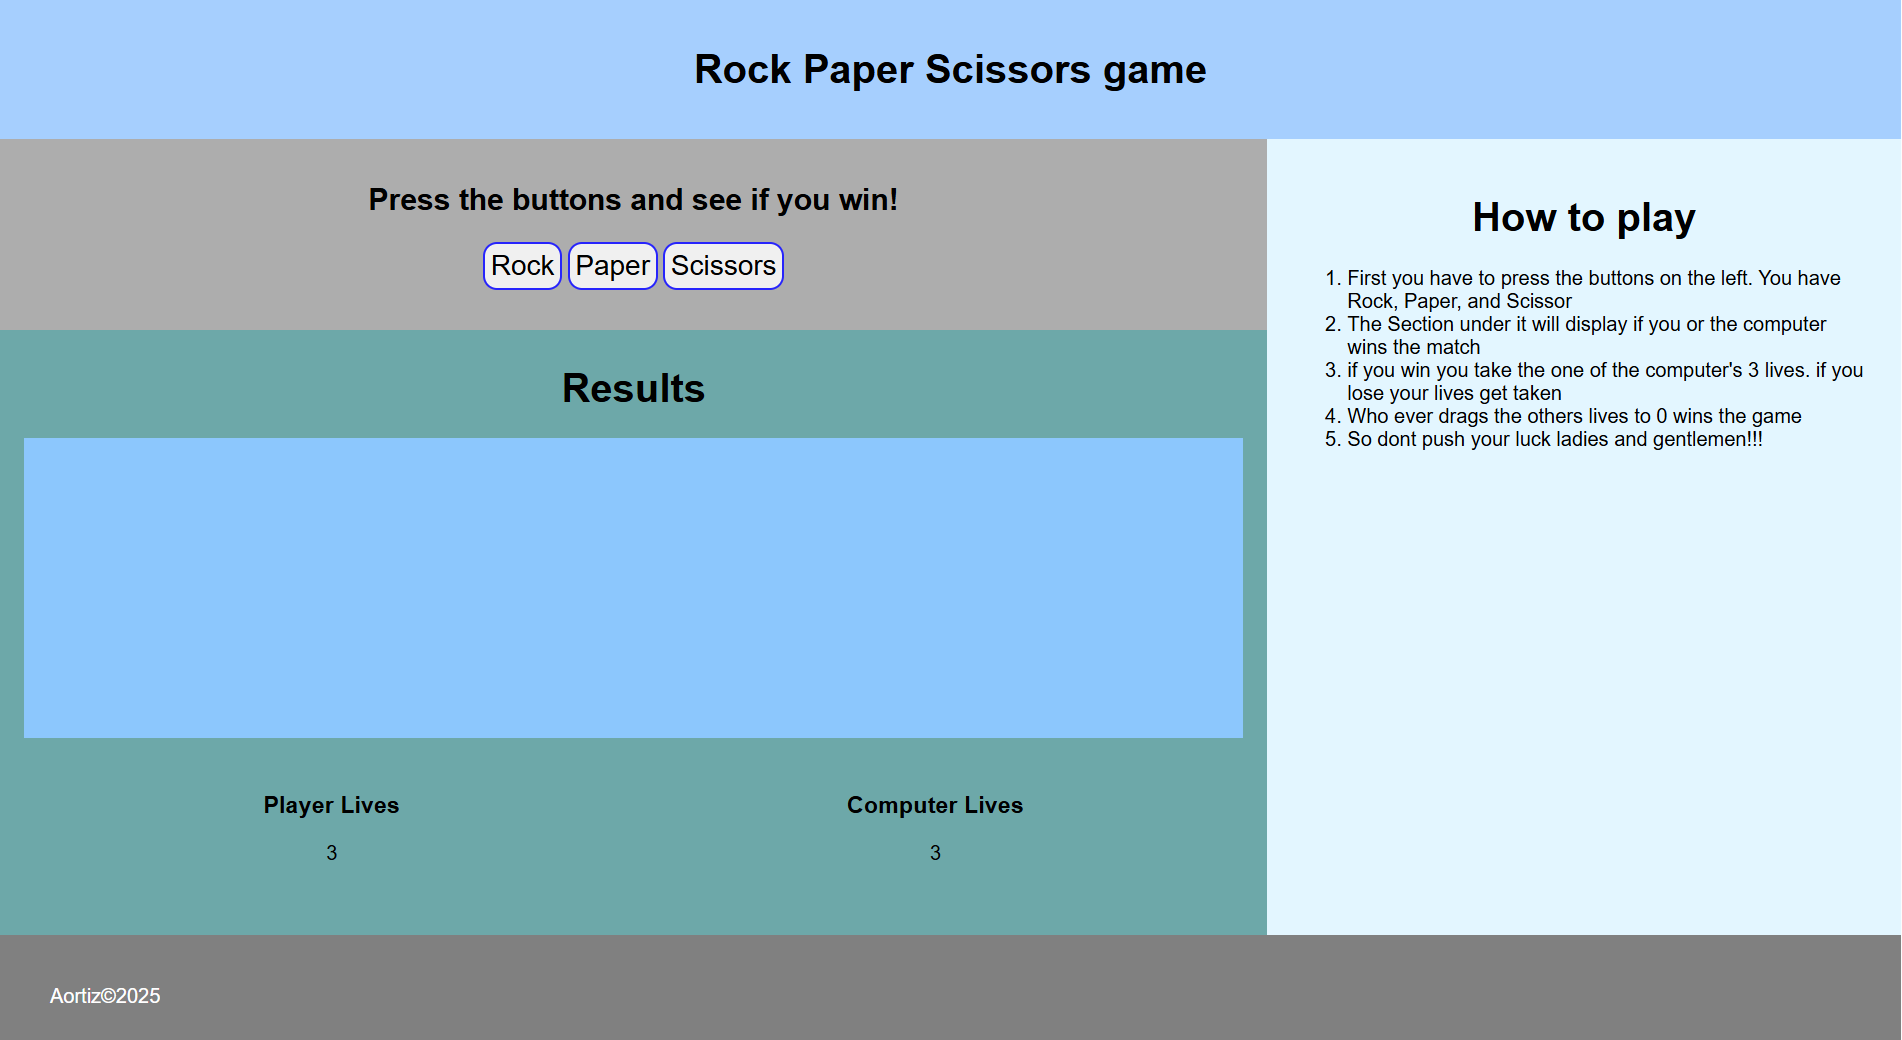 Rock Paper Scissors game
Press the buttons and see if you win!
Rock Paper Scissors
Results
Player Lives
3
Computer Lives
3
How to play
1. First you have to press the buttons on the left. You have
Rock, Paper, and Scissor
2. The Section under it will display if you or the computer
wins the match
3. if you win you take the one of the computer's 3 lives. if you
lose your lives get taken
4. Who ever drags the others lives to 0 wins the game
5. So dont push your luck ladies and gentlemen!!!
Aortiz©2025